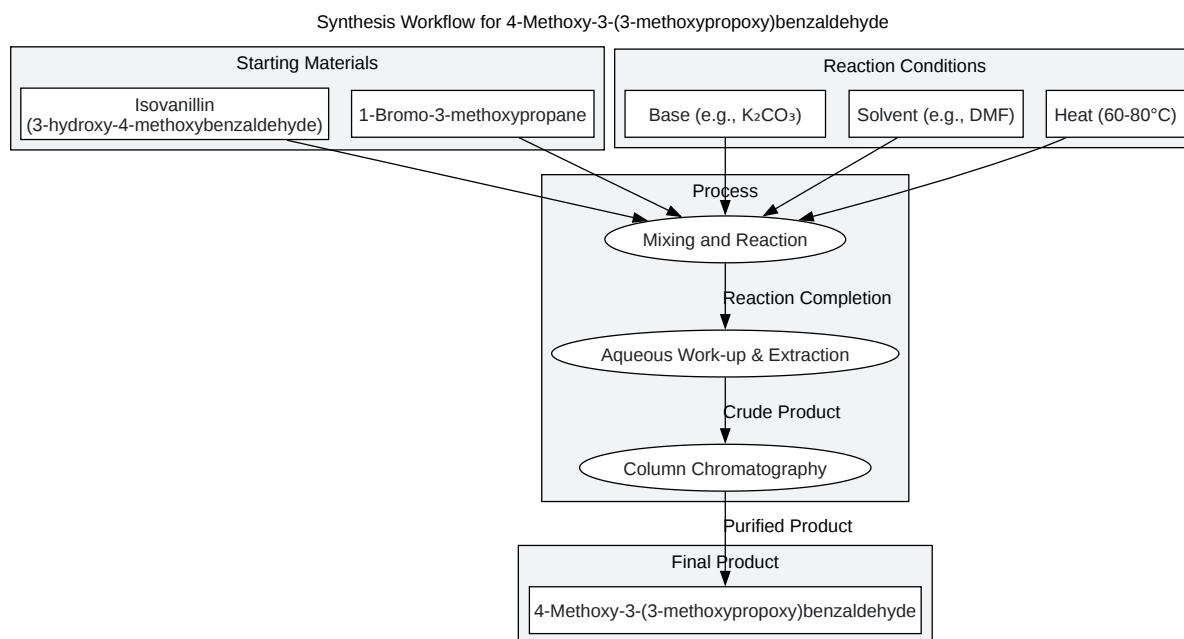 Synthesis Workflow for 4-Methoxy-3-(3-methoxypropoxy)benzaldehyde
Starting Materials
Isovanillin
(3-hydroxy-4-methoxybenzaldehyde)
1-Bromo-3-methoxypropane
Reaction Conditions
Base (e.g., K₂CO₃)
Solvent (e.g., DMF)
Heat (60-80°C)
Process
Mixing and Reaction
Reaction Completion
Aqueous Work-up & Extraction
Crude Product
Column Chromatography
Purified Product
Final Product
4-Methoxy-3-(3-methoxypropoxy)benzaldehyde